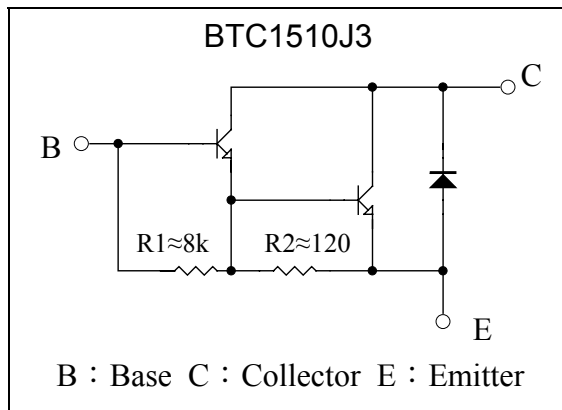 BTC1510J3
C
B
R1≈8k R2≈120
E
B：Base C：Collector E：Emitter